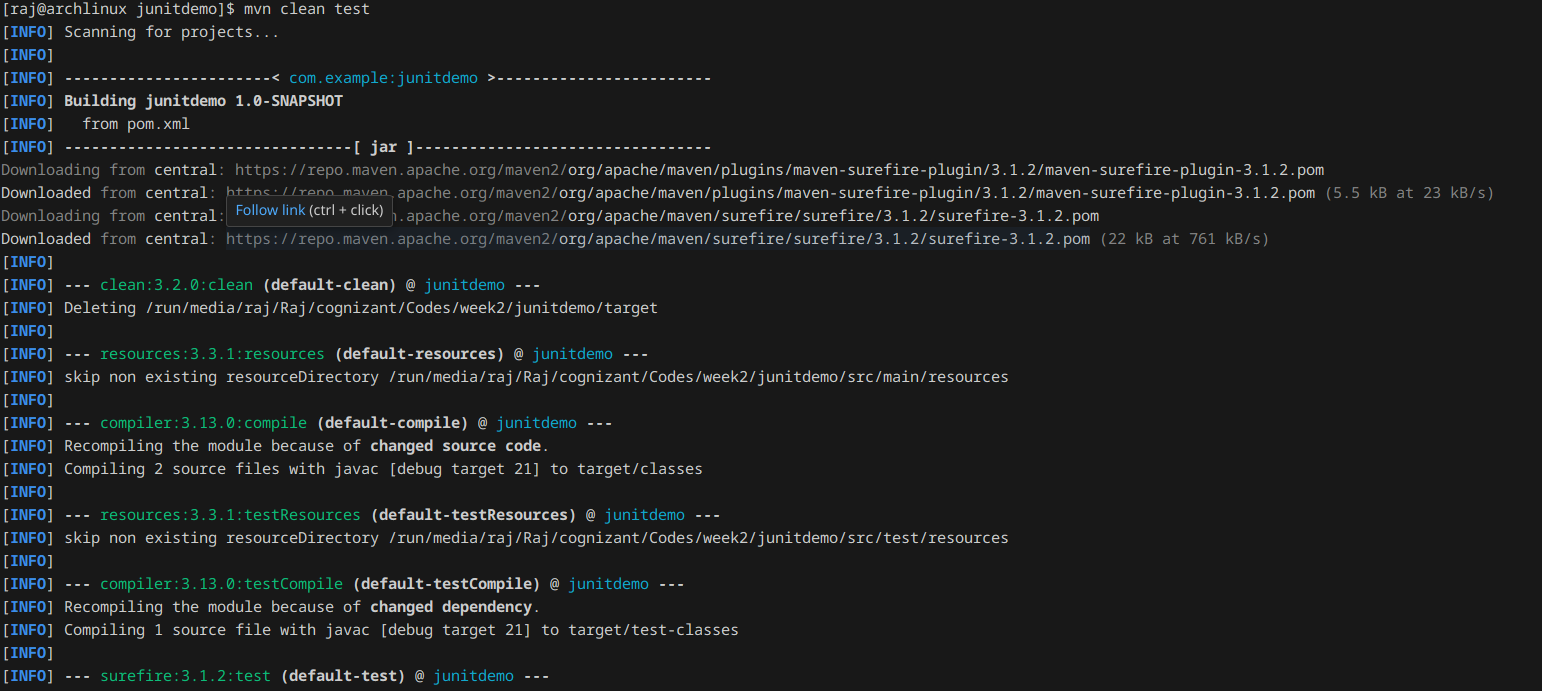 [raj@archlinux junitdemo]$ mvn clean test
[INFO] Scanning for projects...
[INFO]
[INFO] -----------------------< com.example:junitdemo >------------------------
[INFO] Building junitdemo 1.0-SNAPSHOT
[INFO]   from pom.xml
[INFO] --------------------------------[ jar ]---------------------------------
Downloading from central: https://repo.maven.apache.org/maven2/org/apache/maven/plugins/maven-surefire-plugin/3.1.2/maven-surefire-plugin-3.1.2.pom
Downloaded from central: https://repo.maven.apache.org/maven2/org/apache/maven/plugins/maven-surefire-plugin/3.1.2/maven-surefire-plugin-3.1.2.pom (5.5 kB at 23 kB/s)
Follow link (ctrl + click)
Downloading from central: n.apache.org/maven2/org/apache/maven/surefire/surefire/3.1.2/surefire-3.1.2.pom
Downloaded from central: https://repo.maven.apache.org/maven2/org/apache/maven/surefire/surefire/3.1.2/surefire-3.1.2.pom (22 kB at 761 kB/s)
[INFO]
[INFO] --- clean:3.2.0:clean (default-clean) @ junitdemo ---
[INFO] Deleting /run/media/raj/Raj/cognizant/Codes/week2/junitdemo/target
[INFO]
[INFO] --- resources:3.3.1:resources (default-resources) @ junitdemo ---
[INFO] skip non existing resourceDirectory /run/media/raj/Raj/cognizant/Codes/week2/junitdemo/src/main/resources
[INFO]
[INFO] --- compiler:3.13.0:compile (default-compile) @ junitdemo ---
[INFO] Recompiling the module because of changed source code.
[INFO] Compiling 2 source files with javac [debug target 21] to target/classes
[INFO]
[INFO] --- resources:3.3.1:testResources (default-testResources) @ junitdemo ---
[INFO] skip non existing resourceDirectory /run/media/raj/Raj/cognizant/Codes/week2/junitdemo/src/test/resources
[INFO]
[INFO] --- compiler:3.13.0:testCompile (default-testCompile) @ junitdemo ---
[INFO] Recompiling the module because of changed dependency.
[INFO] Compiling 1 source file with javac [debug target 21] to target/test-classes
[INFO]
[INFO] --- surefire:3.1.2:test (default-test) @ junitdemo ---